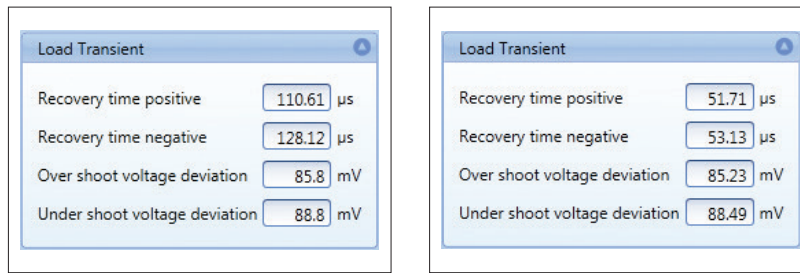 Load Transient
Recovery time positive 110.61 µs
Recovery time negative 128.12 µs
Over shoot voltage deviation 85.8 mV
Under shoot voltage deviation 88.8 mV
Load Transient
Recovery time positive 51.71 µs
Recovery time negative 53.13 µs
Over shoot voltage deviation 85.23 mV
Under shoot voltage deviation 88.49 mV